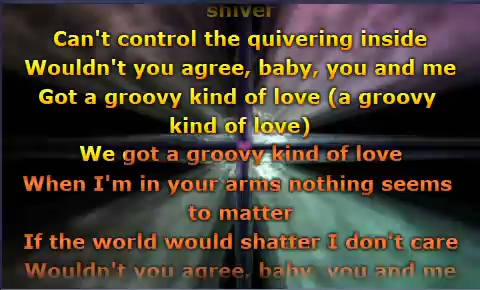 shiver
Can't control the quivering inside
Wouldn't you agree, baby, you and me
Got a groovy kind of love (a groovy
kind of love)
We got a groovy kind of love
When I'm in your arms nothing seems
to matter
If the world would shatter I don't care
Wouldn't you agree, baby, you and me